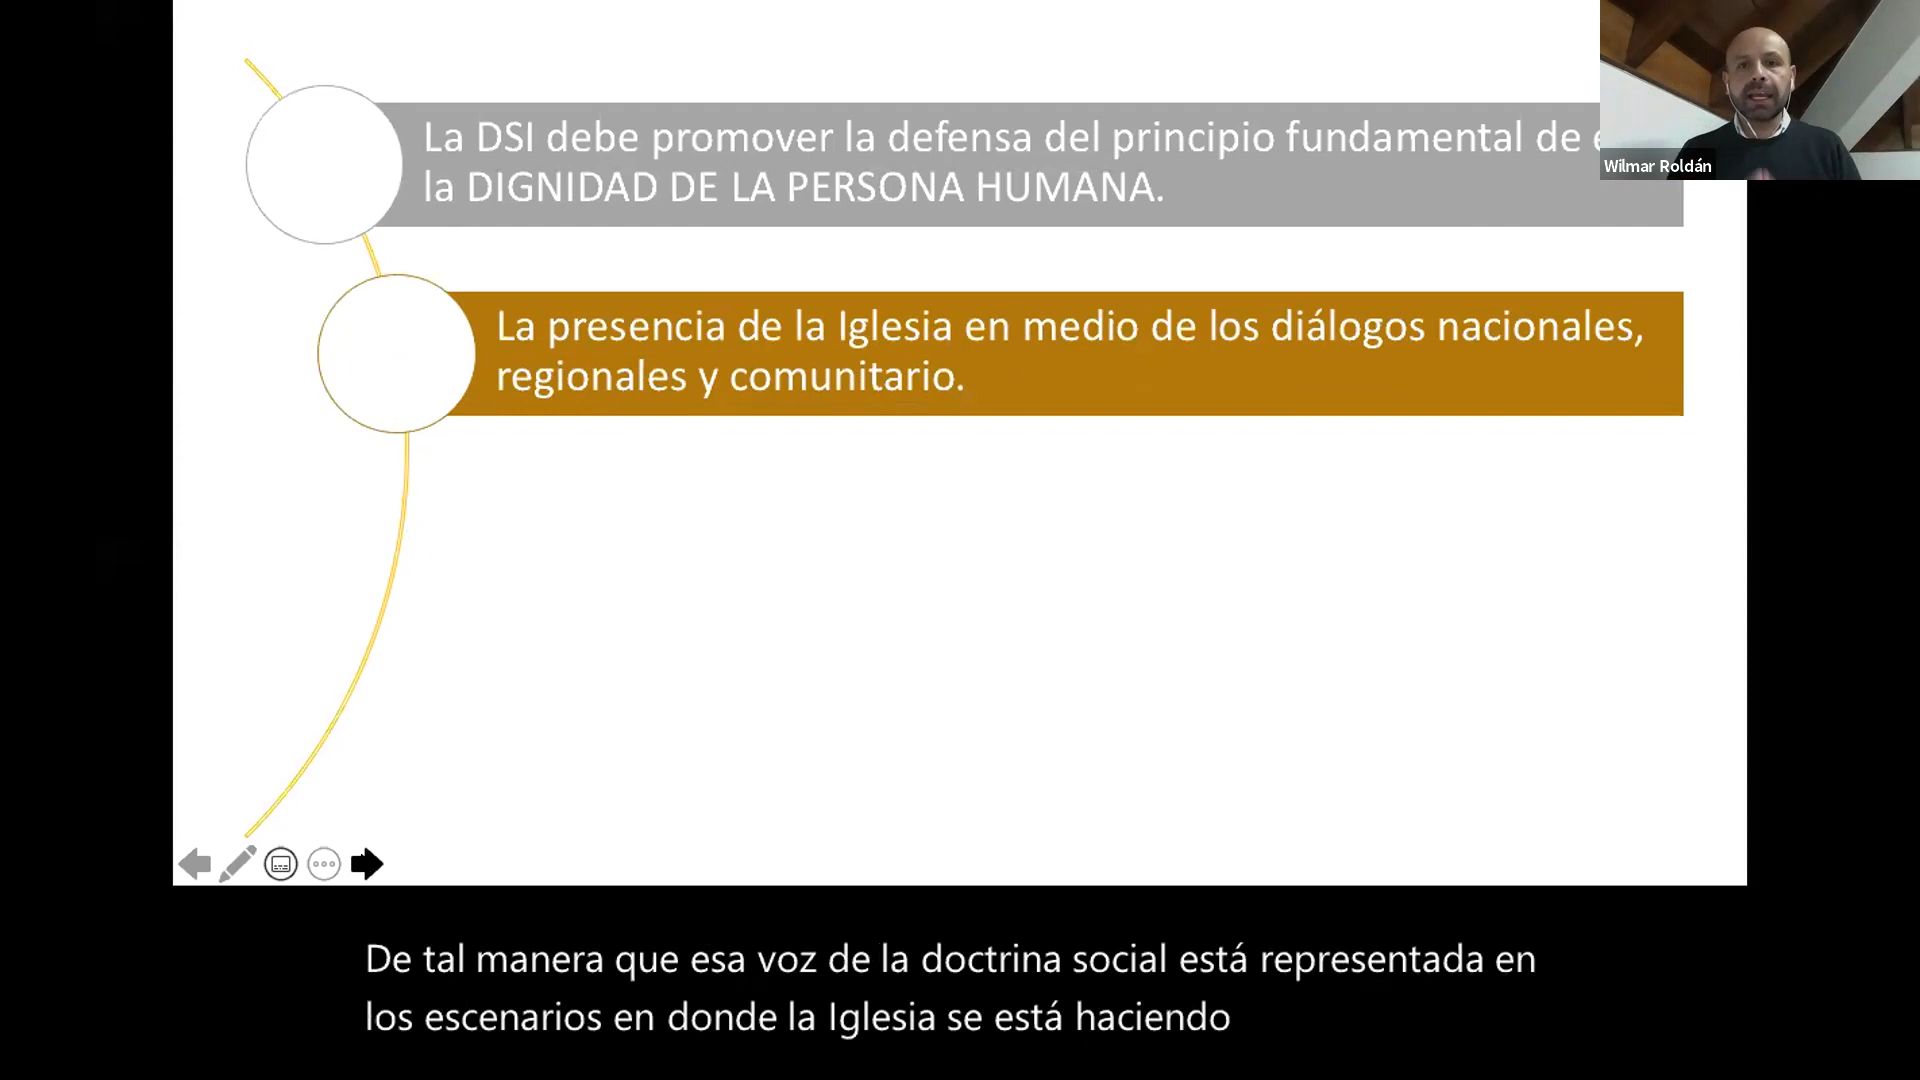 La DSI debe promover la defensa del principio fundamental de
la DIGNIDAD DE LA PERSONA HUMANA.
Wilmar Roldán
La presencia de la Iglesia en medio de los diálogos nacionales,
regionales y comunitario.
De tal manera que esa voz de la doctrina social está representada en
los escenarios en donde la Iglesia se está haciendo